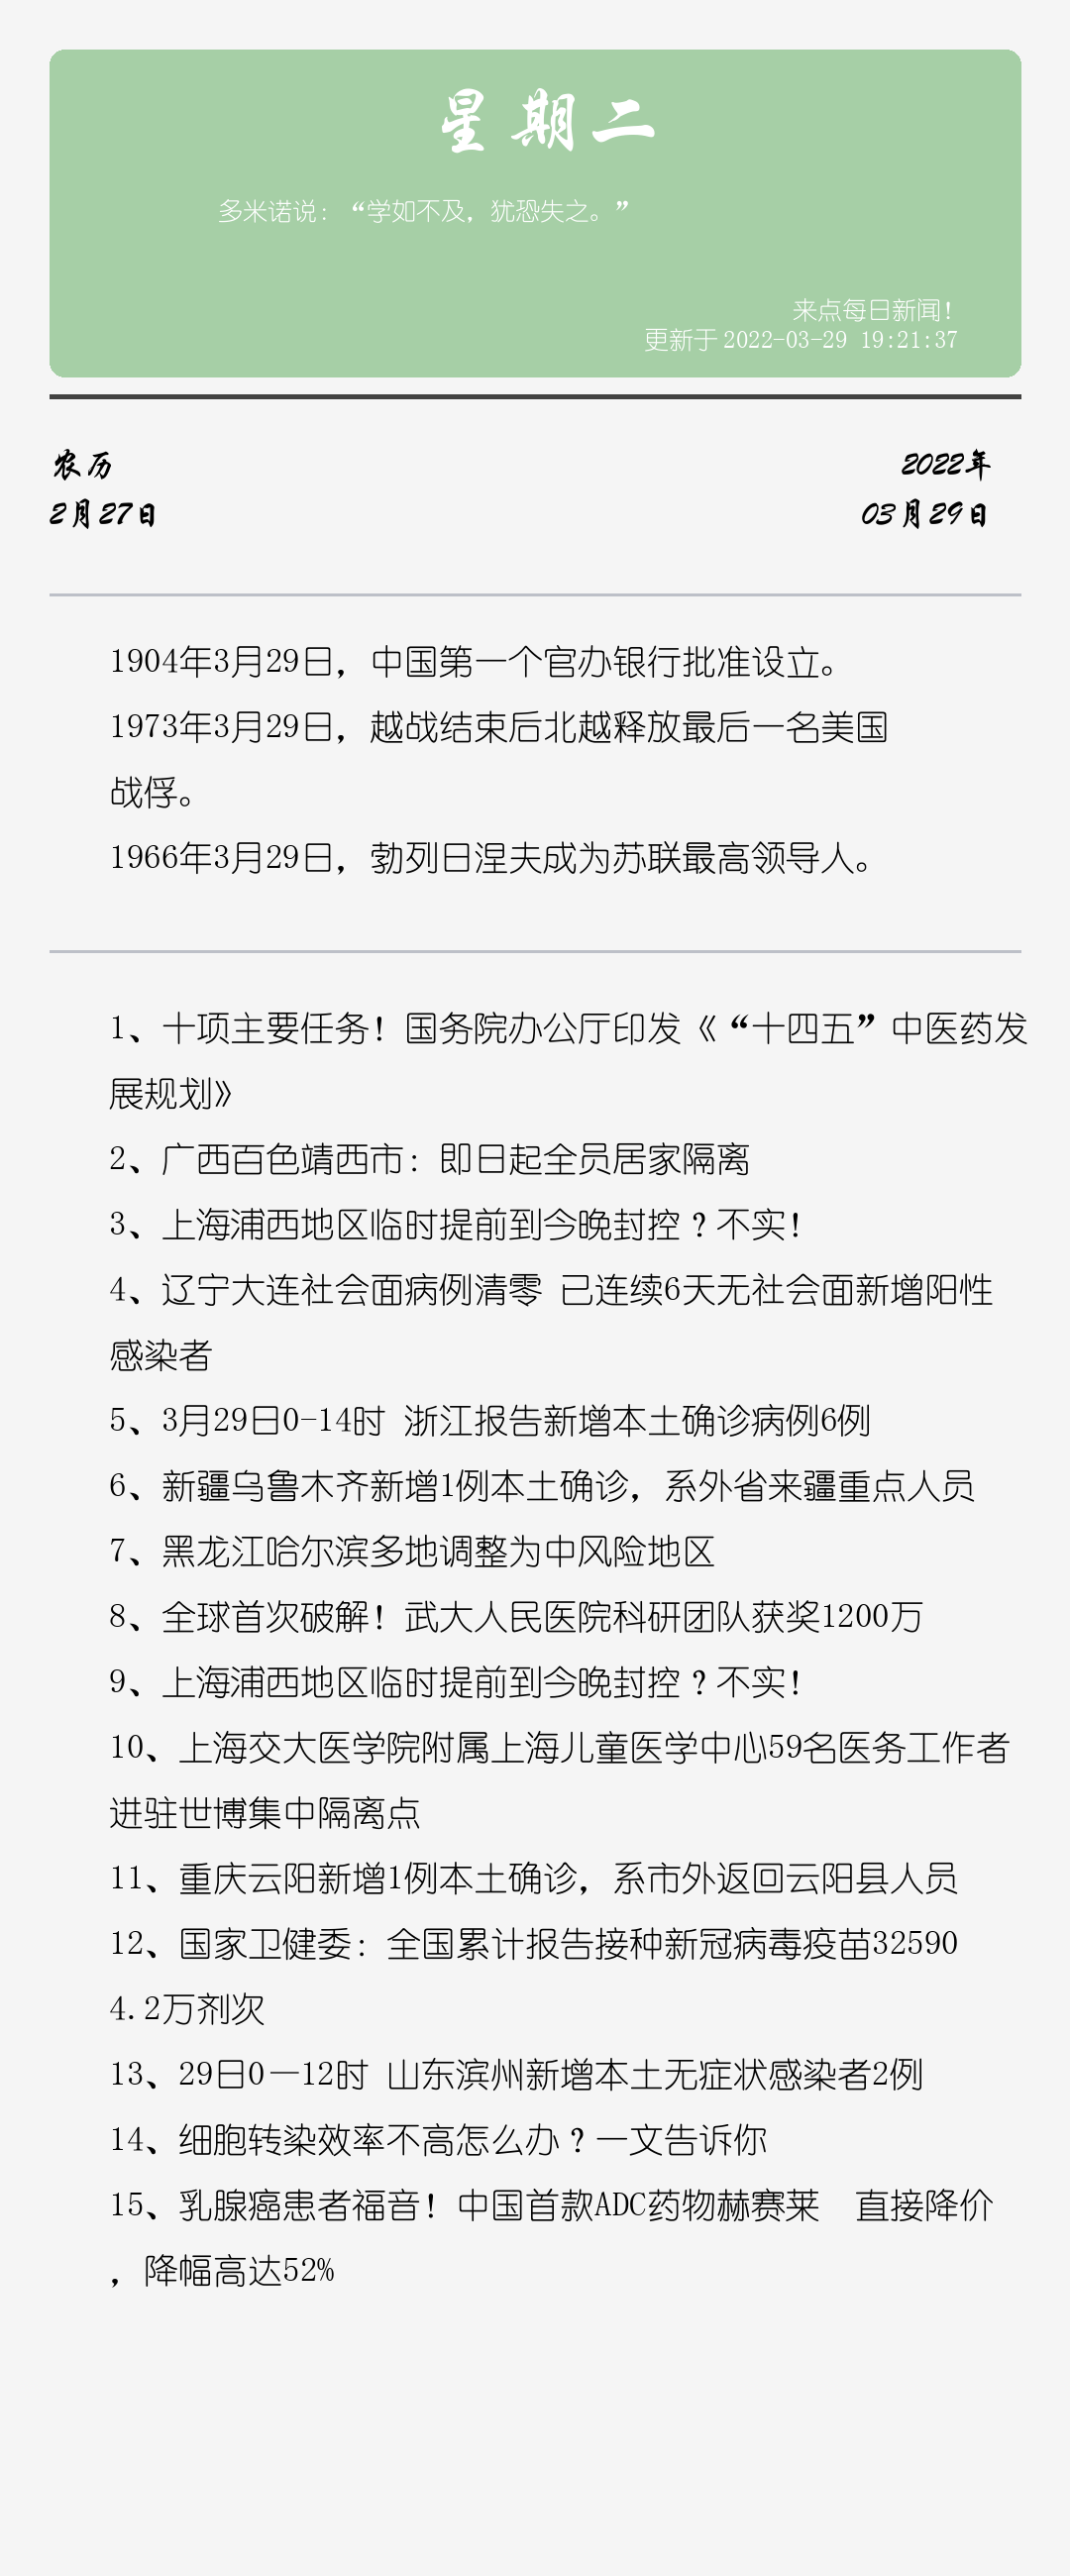 星期二
多米诺说：“学如不及，犹恐失之。”
来点每日新闻！
更新于 2022-03-29 19:21:37
农历
2022年
2月27日
03月29日
1904年3月29日，中国第一个官办银行批准设立。
1973年3月29日，越战结束后北越释放最后一名美国
战俘。
1966年3月29日，勃列日涅夫成为苏联最高领导人。
1、十项主要任务！国务院办公厅印发《“十四五”中医药发
展规划》
2、广西百色靖西市：即日起全员居家隔离
3、上海浦西地区临时提前到今晚封控？不实！
4、辽宁大连社会面病例清零 已连续6天无社会面新增阳性
感染者
5、3月29日0-14时 浙江报告新增本土确诊病例6例
6、新疆乌鲁木齐新增1例本土确诊，系外省来疆重点人员
7、黑龙江哈尔滨多地调整为中风险地区
8、全球首次破解！武大人民医院科研团队获奖1200万
9、上海浦西地区临时提前到今晚封控？不实！
10、上海交大医学院附属上海儿童医学中心59名医务工作者
进驻世博集中隔离点
11、重庆云阳新增1例本土确诊，系市外返回云阳县人员
12、国家卫健委：全国累计报告接种新冠病毒疫苗32590
4.2万剂次
13、29日0—12时 山东滨州新增本土无症状感染者2例
14、细胞转染效率不高怎么办？一文告诉你
15、乳腺癌患者福音！中国首款ADC药物赫赛莱　直接降价
，降幅高达52%